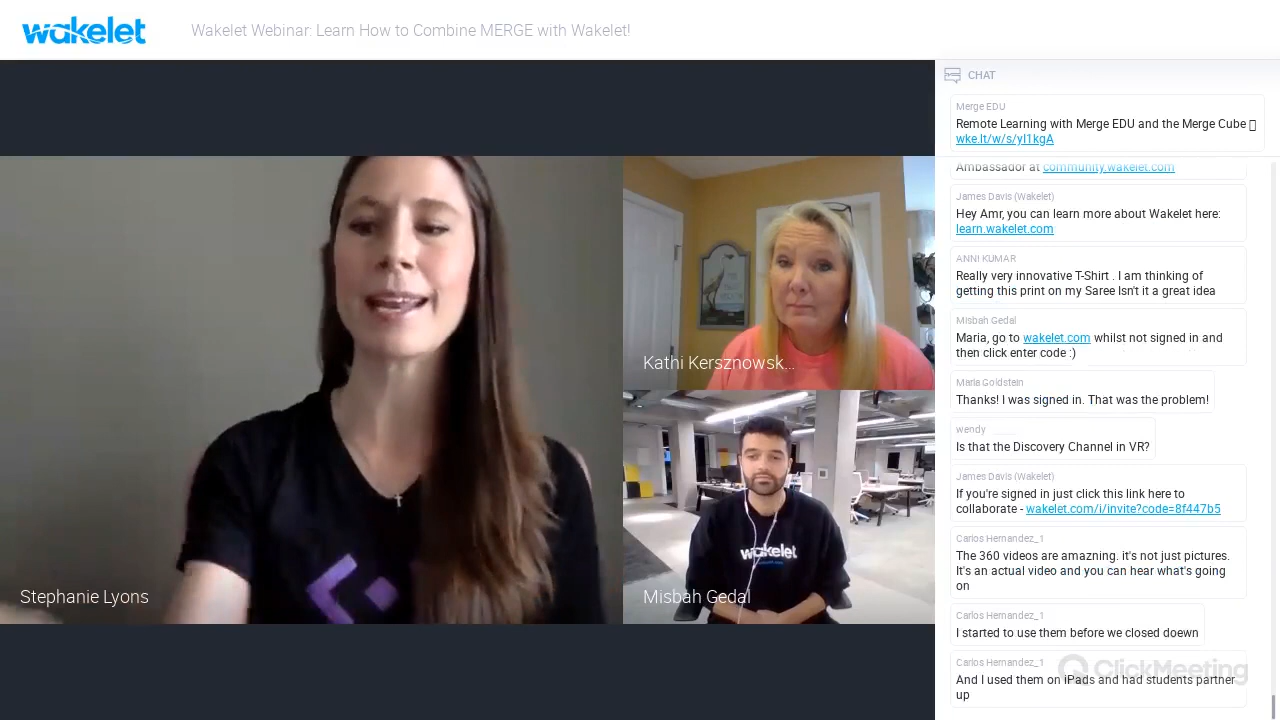 wakelet
Wakelet Webinar: Learn How to Combine MERGE with Wakelet!
CHAT
Merge EDU
Remote Learning with Merge EDU and the Merge Cube
wke.lt/w/s/yI1kgA
Ambassador at community.wakelet.com
James Davis (Wakelet)
Hey Amr, you can learn more about Wakelet here:
learn.wakelet.com
ANNI KUMAR
Really very innovative T-Shirt . I am thinking of
getting this print on my Saree Isn't it a great idea
Misbah Gedal
Maria, go to wakelet.com whilst not signed in and
then click enter code :)
Maria Goldstein
Thanks! I was signed in. That was the problem!
wendy
Is that the Discovery Channel in VR?
James Davis (Wakelet)
If you're signed in just click this link here to
collaborate - wakelet.com/i/invite?code=8f447b5
Carlos Hernandez_1
The 360 videos are amazning. it's not just pictures.
It's an actual video and you can hear what's going
on
Carlos Hernandez_1
I started to use them before we closed doewn
Carlos Hernandez_1
And I used them on iPads and had students partner
up
ClickMeeting
Stephanie Lyons
Kathi Kersznowsk...
Misbah Gedal
wakelet